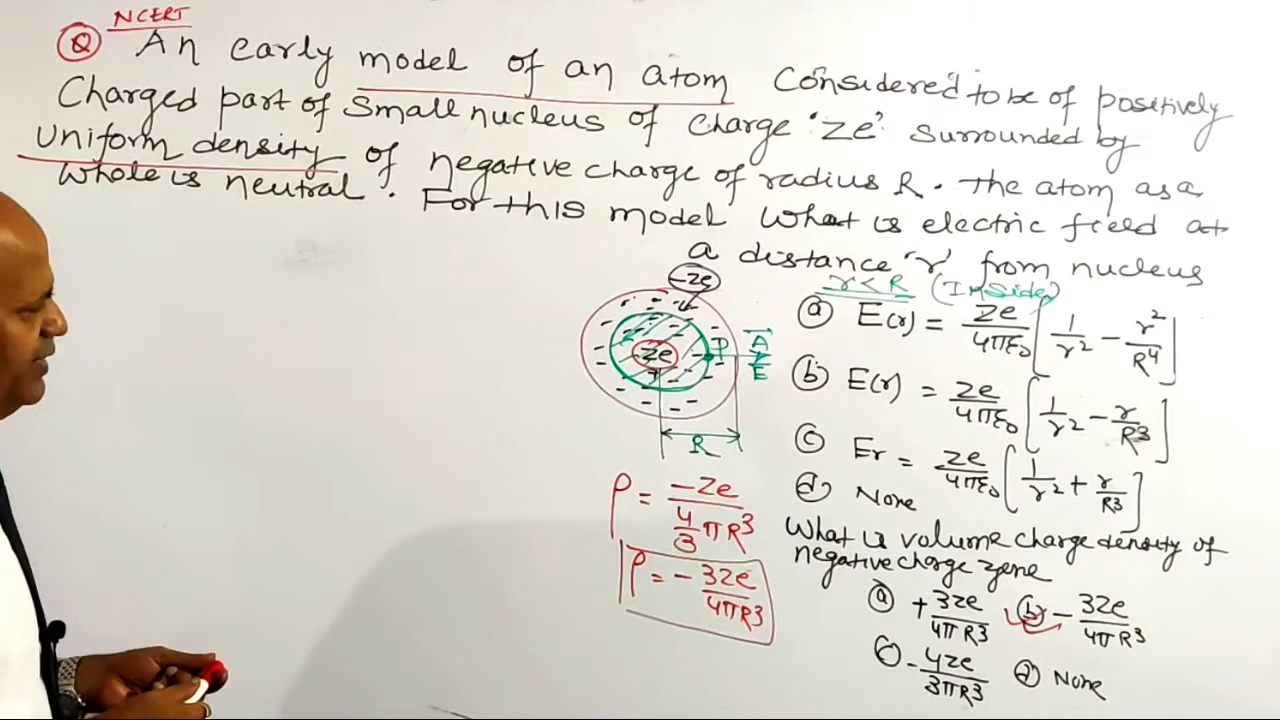 NCERT
Q An early model of an atom Considered to be of positively
Charged part of Small nucleus of charge 'ze' surrounded by
Uniform density of negative charge of radius R. The atom as a
whole is neutral. For this model what is electric field at
a distance 'r' from nucleus
r < R (Inside)
-ze
ze
P
A
E
R
(a) E(r) = ze/4πε₀ [1/r² - r²/R⁴]
(b) E(r) = ze/4πε₀ [1/r² - r/R³]
(c) Er = ze/4πε₀ [1/r² + r/R³]
(d) None
ρ = -ze / (4/3 πR³)
ρ = - 3ze/4πR³
What is volume charge density of
negative charge zone
(a) + 3ze/4πR³ (b) - 3ze/4πR³
(c) - 4ze/3πR³ (d) None